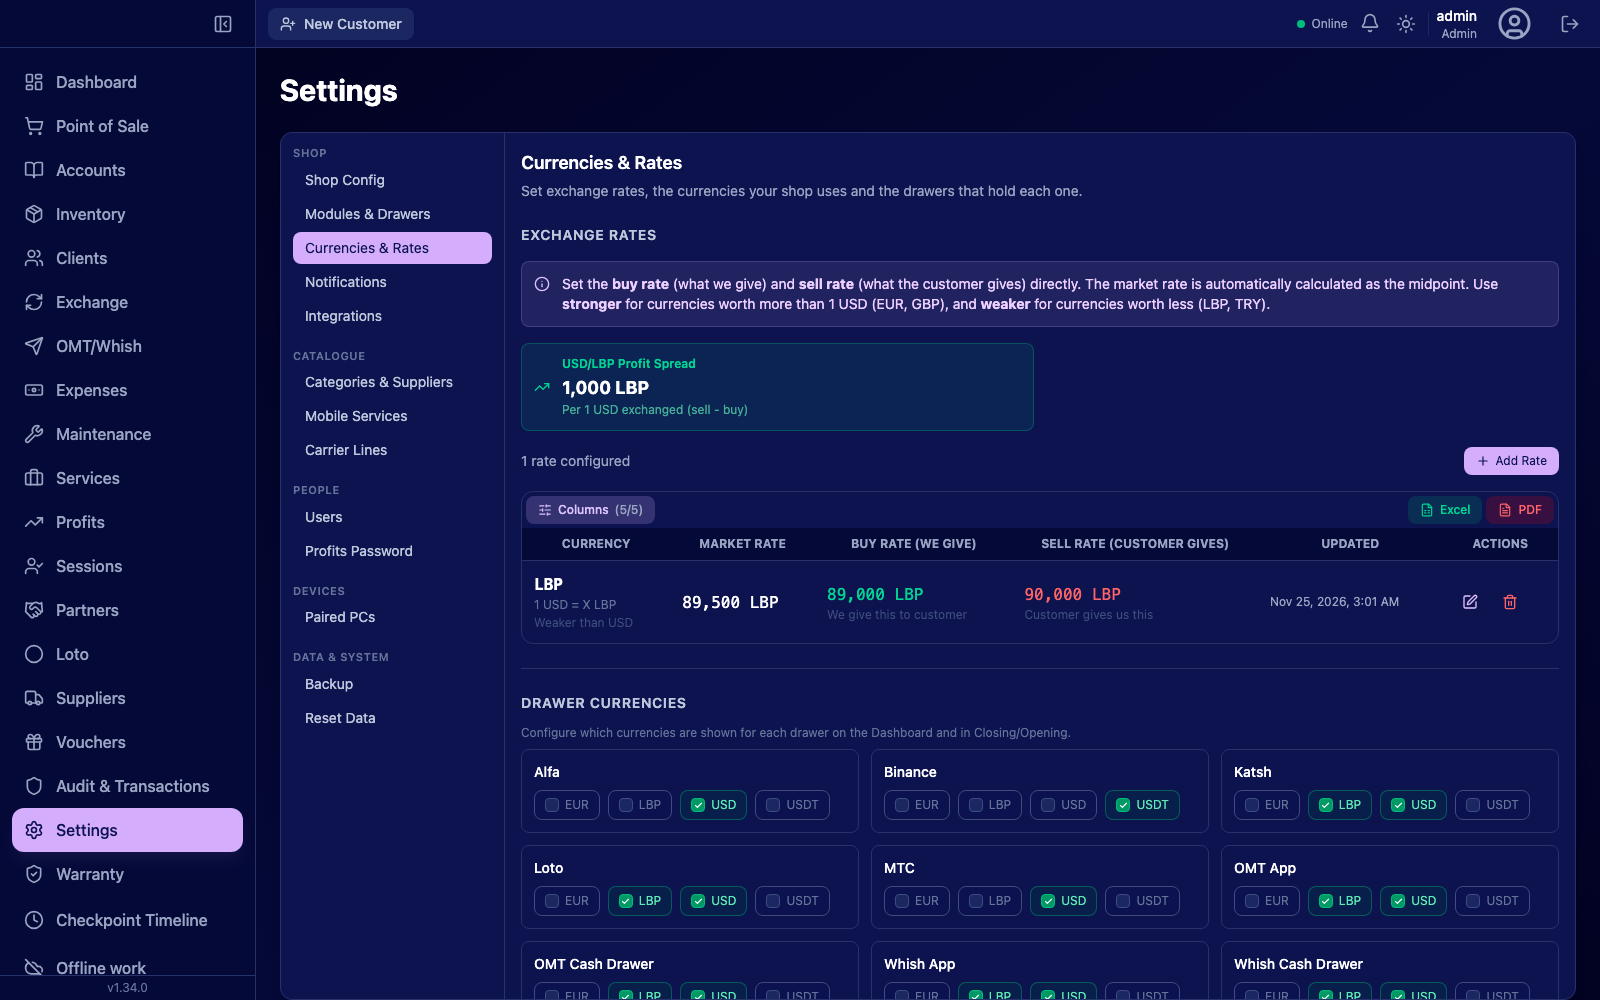 New Customer
Online
admin
Admin
Dashboard
Point of Sale
Accounts
Inventory
Clients
Exchange
OMT/Whish
Expenses
Maintenance
Services
Profits
Sessions
Partners
Loto
Suppliers
Vouchers
Audit & Transactions
Settings
Warranty
Checkpoint Timeline
Offline work
v1.34.0
Settings
SHOP
Shop Config
Modules & Drawers
Currencies & Rates
Notifications
Integrations
CATALOGUE
Categories & Suppliers
Mobile Services
Carrier Lines
PEOPLE
Users
Profits Password
DEVICES
Paired PCs
DATA & SYSTEM
Backup
Reset Data
Currencies & Rates
Set exchange rates, the currencies your shop uses and the drawers that hold each one.
EXCHANGE RATES
Set the buy rate (what we give) and sell rate (what the customer gives) directly. The market rate is automatically calculated as the midpoint. Use
stronger for currencies worth more than 1 USD (EUR, GBP), and weaker for currencies worth less (LBP, TRY).
USD/LBP Profit Spread
1,000 LBP
Per 1 USD exchanged (sell - buy)
1 rate configured
Add Rate
Columns (5/5)
Excel
PDF
CURRENCY MARKET RATE BUY RATE (WE GIVE) SELL RATE (CUSTOMER GIVES) UPDATED ACTIONS
LBP
1 USD = X LBP
Weaker than USD
89,500 LBP
89,000 LBP
We give this to customer
90,000 LBP
Customer gives us this
Nov 25, 2026, 3:01 AM
DRAWER CURRENCIES
Configure which currencies are shown for each drawer on the Dashboard and in Closing/Opening.
Alfa
EUR LBP USD USDT
Binance
EUR LBP USD USDT
Katsh
EUR LBP USD USDT
Loto
EUR LBP USD USDT
MTC
EUR LBP USD USDT
OMT App
EUR LBP USD USDT
OMT Cash Drawer
EUR LBP USD USDT
Whish App
EUR LBP USD USDT
Whish Cash Drawer
EUR LBP USD USDT